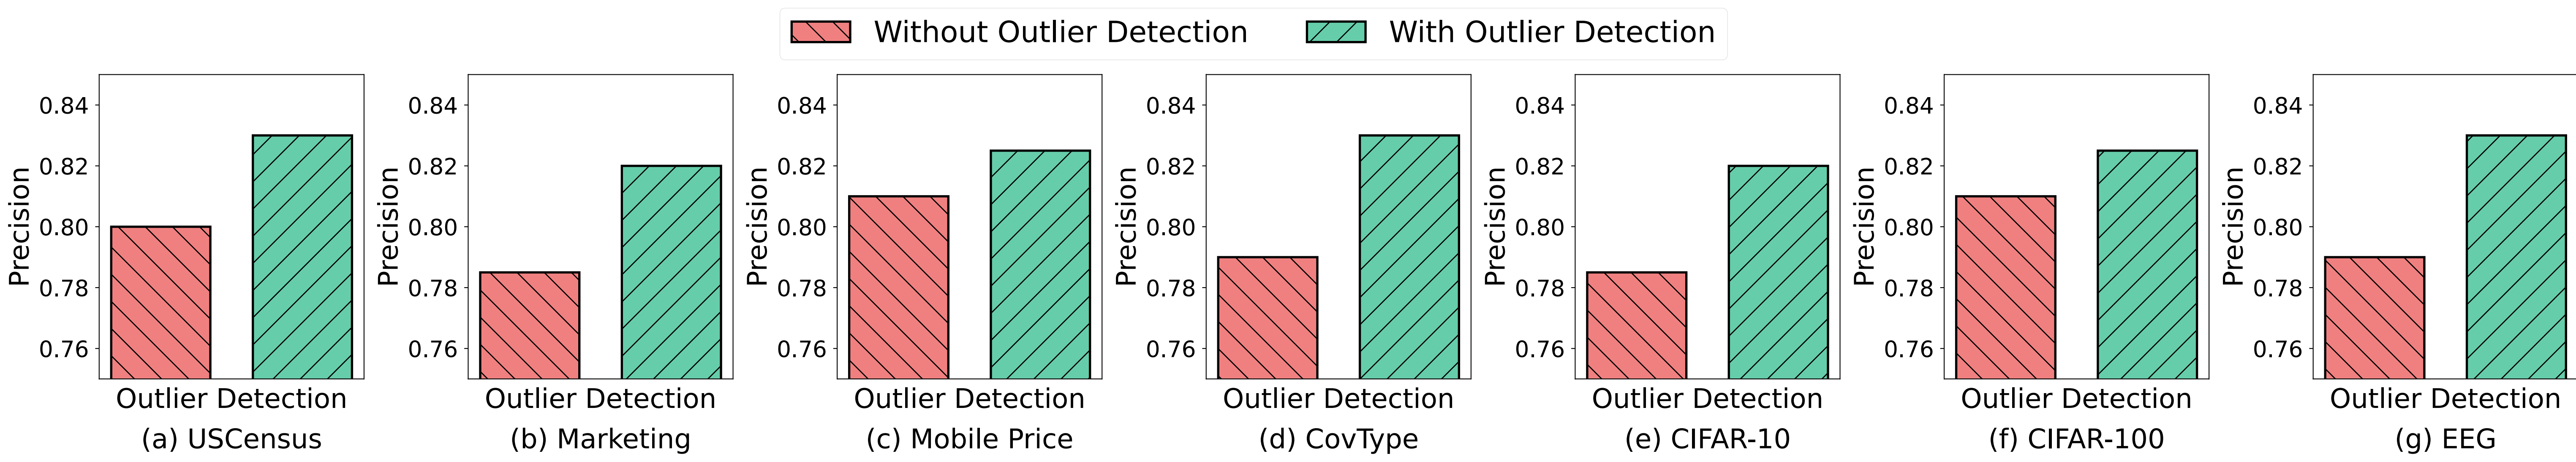 Without Outlier Detection
With Outlier Detection
Precision
0.84
0.82
0.80
0.78
0.76
Outlier Detection
(a) USCensus
Precision
0.84
0.82
0.80
0.78
0.76
Outlier Detection
(b) Marketing
Precision
0.84
0.82
0.80
0.78
0.76
Outlier Detection
(c) Mobile Price
Precision
0.84
0.82
0.80
0.78
0.76
Outlier Detection
(d) CovType
Precision
0.84
0.82
0.80
0.78
0.76
Outlier Detection
(e) CIFAR-10
Precision
0.84
0.82
0.80
0.78
0.76
Outlier Detection
(f) CIFAR-100
Precision
0.84
0.82
0.80
0.78
0.76
Outlier Detection
(g) EEG